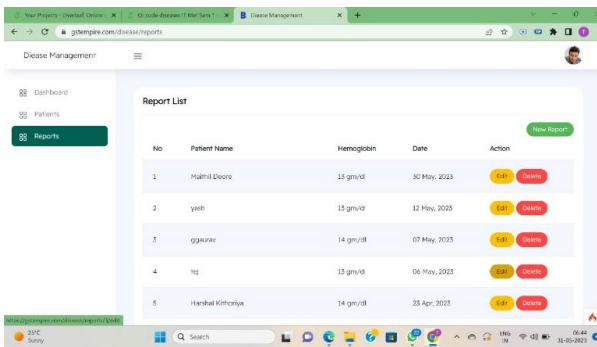 Your Projects - Overleaf, Online
B Diease Management
gstempire.com/disease/reports
Diease Management
Dashboard
Patients
Reports
Report List
New Report
No Patient Name Hemoglobin Date Action
1 Maithil Deore 13 gm/dl 30 May, 2023 Edit Delete
2 yash 13 gm/dl 12 May, 2023 Edit Delete
3 ggaurav 14 gm/dl 07 May, 2023 Edit Delete
4 tej 13 gm/dl 06 May, 2023 Edit Delete
5 Harshal Kithoriya 14 gm/dl 23 Apr, 2023 Edit Delete
Sunny
Search
ENG
IN
06:44
31-05-2023